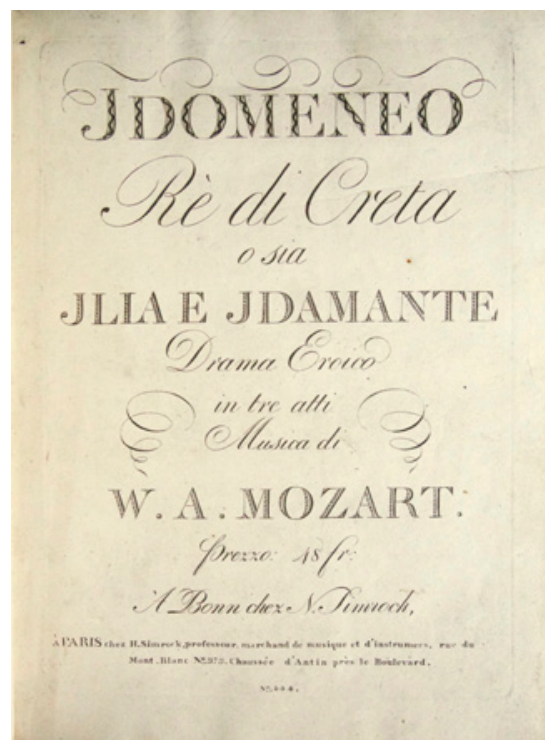 JDOMENEO
Rè di Creta
o sia
JLIA E JDAMANTE
Drama Eroico
in tre atti
Musica di
W. A. MOZART.
Prezzo: 48 fr:
A Bonn chez N. Simrock,
à PARIS chez H. Simrock, professeur, marchand de musique et d'instrumens, rue du
Mont-Blanc Nº. 373. Chaussée d'Antin près le Boulevard.